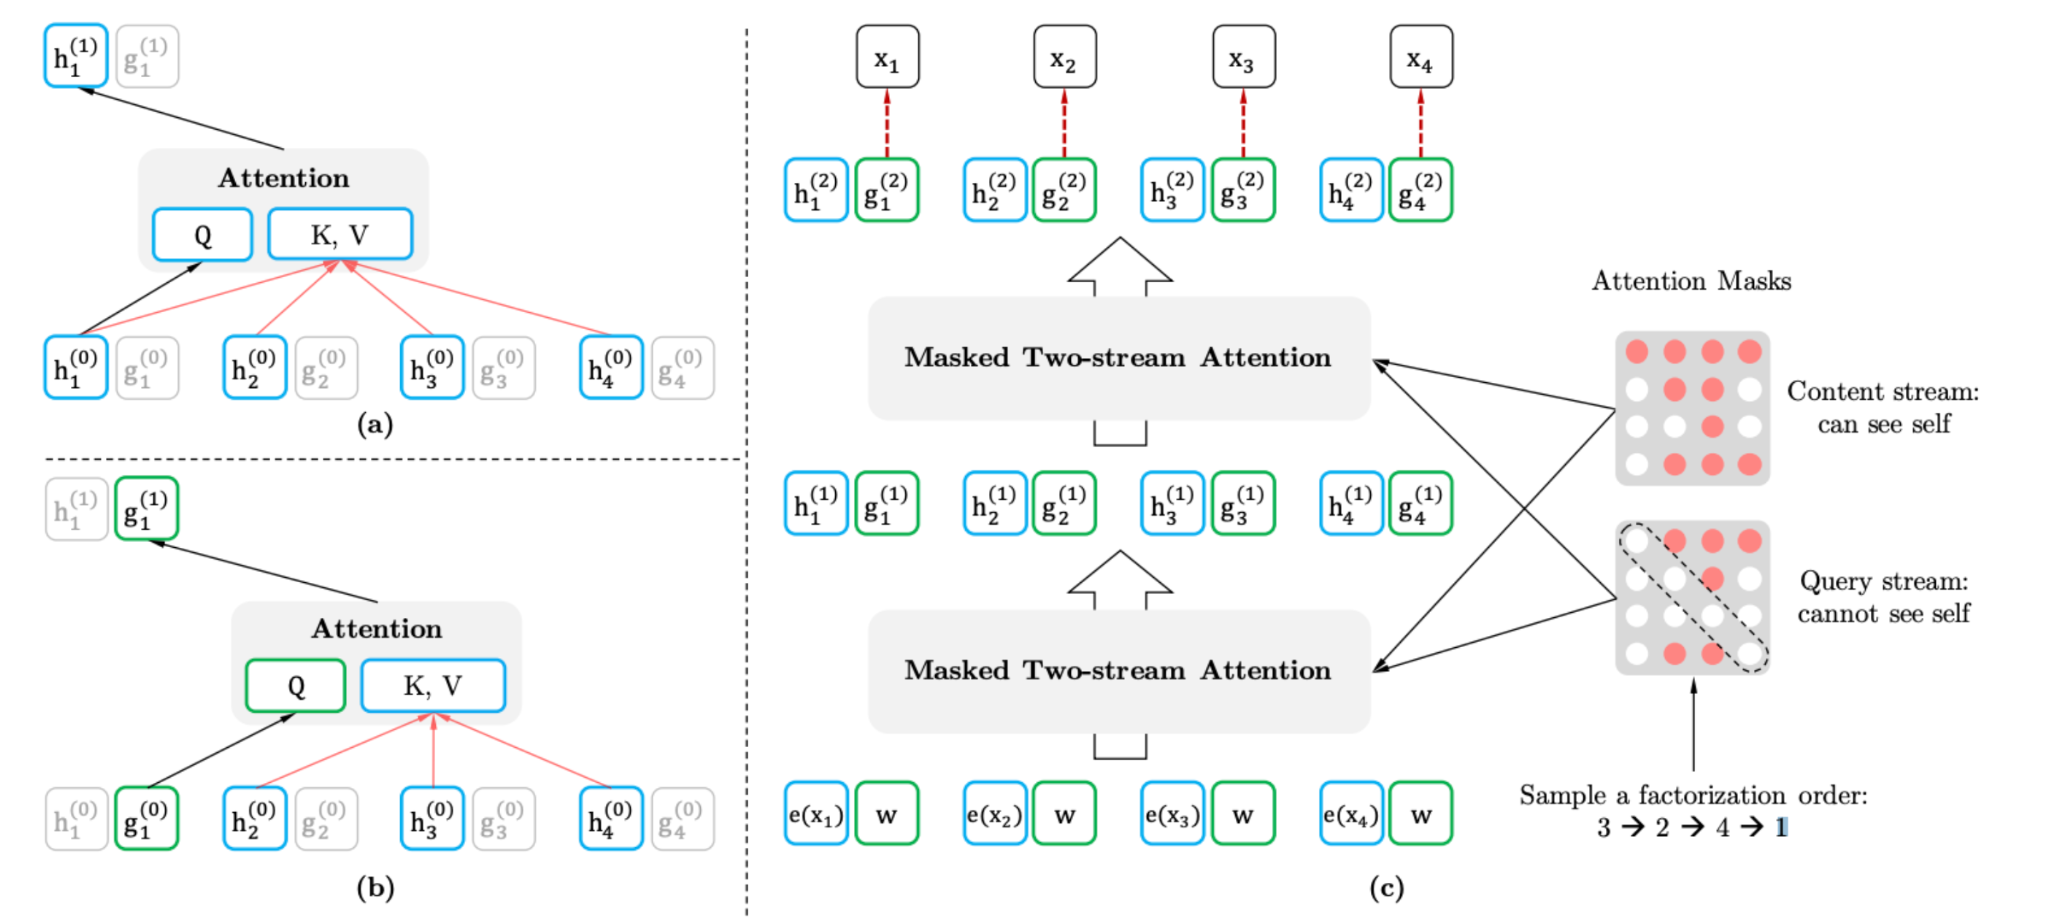 h₁⁽¹⁾ g₁⁽¹⁾
Attention
Q K, V
h₁⁽⁰⁾ g₁⁽⁰⁾ h₂⁽⁰⁾ g₂⁽⁰⁾ h₃⁽⁰⁾ g₃⁽⁰⁾ h₄⁽⁰⁾ g₄⁽⁰⁾
(a)
h₁⁽¹⁾ g₁⁽¹⁾
Attention
Q K, V
h₁⁽⁰⁾ g₁⁽⁰⁾ h₂⁽⁰⁾ g₂⁽⁰⁾ h₃⁽⁰⁾ g₃⁽⁰⁾ h₄⁽⁰⁾ g₄⁽⁰⁾
(b)
x₁ x₂ x₃ x₄
h₁⁽²⁾ g₁⁽²⁾ h₂⁽²⁾ g₂⁽²⁾ h₃⁽²⁾ g₃⁽²⁾ h₄⁽²⁾ g₄⁽²⁾
Masked Two-stream Attention
h₁⁽¹⁾ g₁⁽¹⁾ h₂⁽¹⁾ g₂⁽¹⁾ h₃⁽¹⁾ g₃⁽¹⁾ h₄⁽¹⁾ g₄⁽¹⁾
Masked Two-stream Attention
e(x₁) w e(x₂) w e(x₃) w e(x₄) w
Attention Masks
Content stream:
can see self
Query stream:
cannot see self
Sample a factorization order:
3 → 2 → 4 → 1
(c)